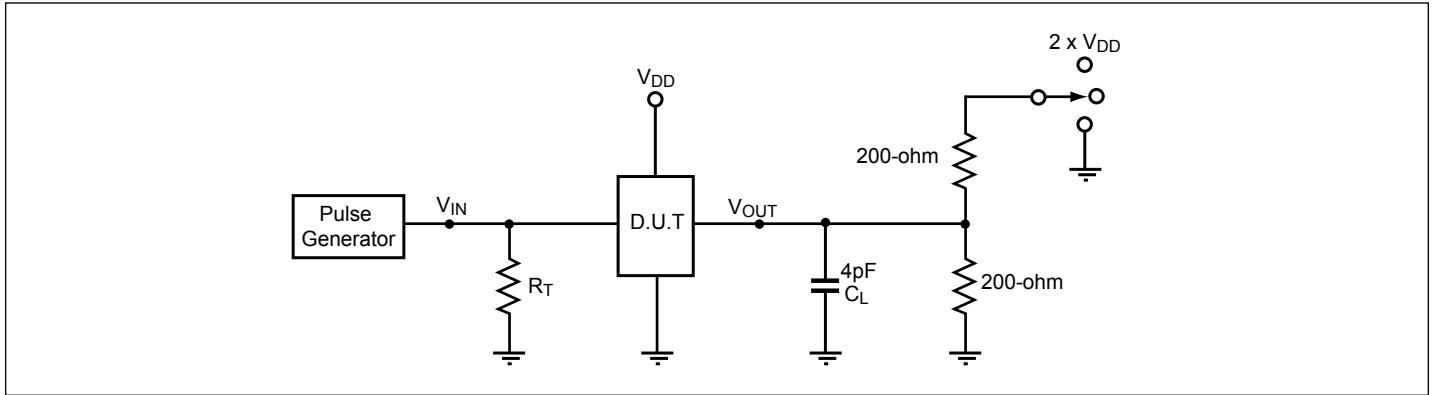 2 x VDD
VDD
200-ohm
Pulse
Generator
VIN
D.U.T
VOUT
RT
4pF
CL
200-ohm